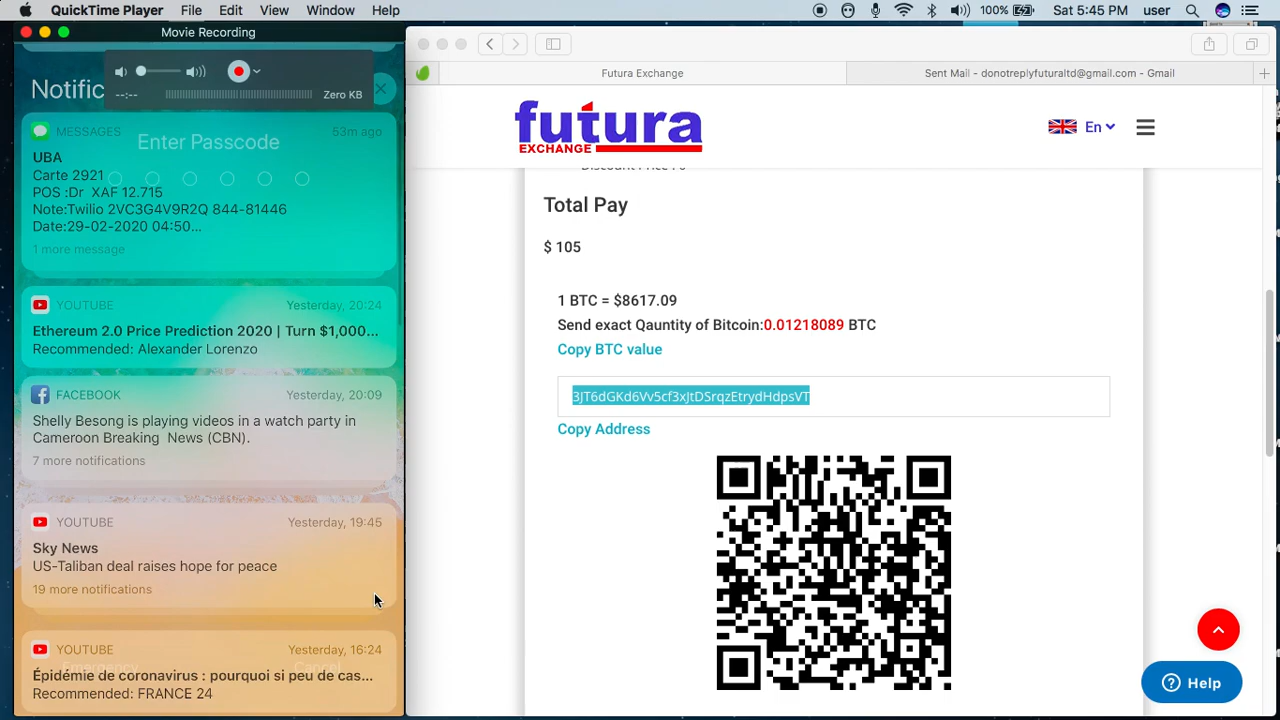 QuickTime Player File Edit View Window Help 100% Sat 5:45 PM user
Movie Recording
Notific
--:-- Zero KB
Enter Passcode
MESSAGES 53m ago
UBA
Carte 2921
POS :Dr XAF 12.715
Note:Twilio 2VC3G4V9R2Q 844-81446
Date:29-02-2020 04:50...
1 more message
YOUTUBE Yesterday, 20:24
Ethereum 2.0 Price Prediction 2020 | Turn $1,000...
Recommended: Alexander Lorenzo
FACEBOOK Yesterday, 20:09
Shelly Besong is playing videos in a watch party in
Cameroon Breaking News (CBN).
7 more notifications
YOUTUBE Yesterday, 19:45
Sky News
US-Taliban deal raises hope for peace
19 more notifications
YOUTUBE Yesterday, 16:24
Emergency Cancel
Épidémie de coronavirus : pourquoi si peu de cas...
Recommended: FRANCE 24
Futura Exchange
Sent Mail - donotreplyfuturaltd@gmail.com - Gmail
futura
EXCHANGE
En
Discount Price
Total Pay
$ 105
1 BTC = $8617.09
Send exact Qauntity of Bitcoin:0.01218089 BTC
Copy BTC value
3JT6dGKd6Vv5cf3xJtDSrqzEtrydHdpsVT
Copy Address
Help